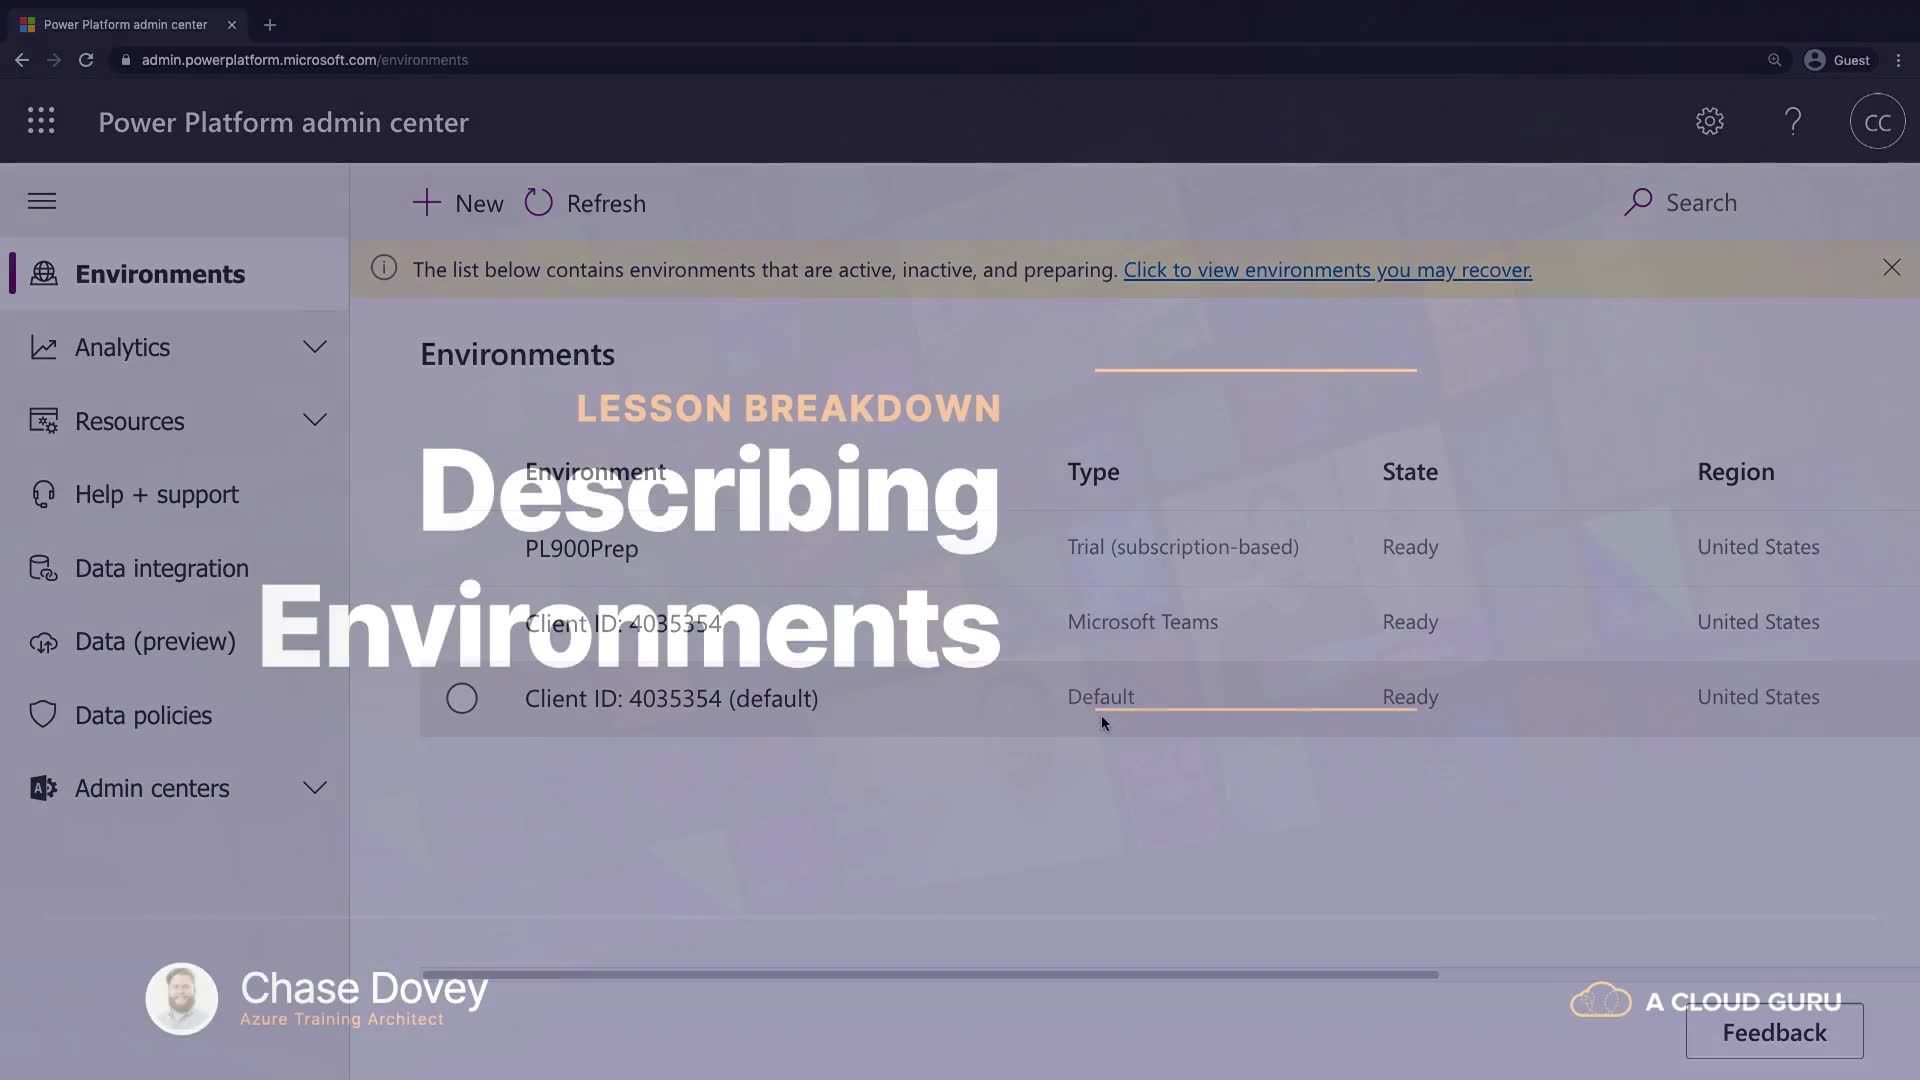 Power Platform admin center
admin.powerplatform.microsoft.com/environments
Guest
Power Platform admin center
CC
New
Refresh
Search
Environments
The list below contains environments that are active, inactive, and preparing. Click to view environments you may recover.
Analytics
Environments
LESSON BREAKDOWN
Resources
Describing
Environments
Environment
Type
State
Region
Help + support
PL900Prep
Trial (subscription-based)
Ready
United States
Data integration
Client ID: 4035354
Microsoft Teams
Ready
United States
Data (preview)
Client ID: 4035354 (default)
Default
Ready
United States
Data policies
Admin centers
Chase Dovey
Azure Training Architect
A CLOUD GURU
Feedback